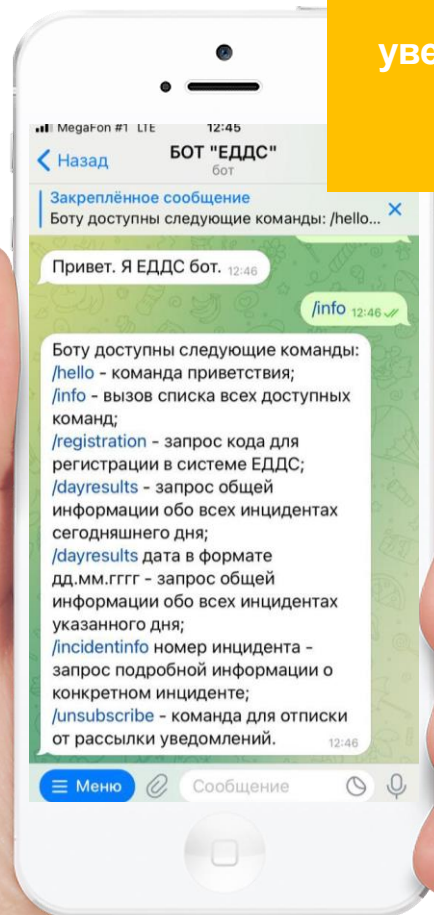 уве
MegaFon #1 LTE 12:45
Назад
БОТ "ЕДДС"
бот
Закреплённое сообщение
Боту доступны следующие команды: /hello...
Привет. Я ЕДДС бот. 12:46
/info 12:46
Боту доступны следующие команды:
/hello - команда приветствия;
/info - вызов списка всех доступных
команд;
/registration - запрос кода для
регистрации в системе ЕДДС;
/dayresults - запрос общей
информации обо всех инцидентах
сегодняшнего дня;
/dayresults дата в формате
дд.мм.гггг - запрос общей
информации обо всех инцидентах
указанного дня;
/incidentinfo номер инцидента -
запрос подробной информации о
конкретном инциденте;
/unsubscribe - команда для отписки
от рассылки уведомлений. 12:46
Меню
Сообщение